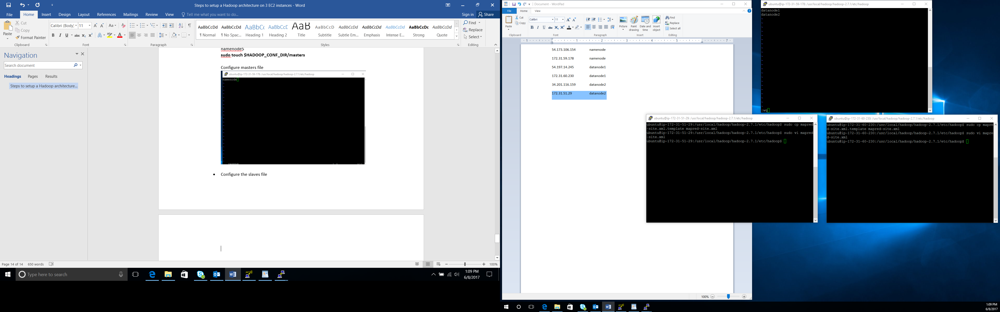 Steps to setup a Hadoop architecture on 3 EC2 instances - Word
File Home Insert Design Layout References Mailings Review View Tell me what you want to do... Sign in Share
Paste Cut Copy Format Painter
Calibri (Body) 11
AaBbCcDd AaBbCcDd AaBbCc AaBbCcD AaB AaBbCcD AaBbCcDd AaBbCcDd AaBbCcDd AaBbCcDc AaBbCcDd
¶ Normal ¶ No Spac... Heading 1 Heading 2 Title Subtitle Subtle Em... Emphasis Intense E... Strong Quote
Find
Replace
Select
Clipboard Font Paragraph Styles Editing
Navigation
Search document
Headings Pages Results
Steps to setup a Hadoop architecture...
namenode$
sudo touch $HADOOP_CONF_DIR/masters
Configure masters file
ubuntu@ip-172-31-59-178: /usr/local/hadoop/hadoop-2.7.1/etc/hadoop
namenode
• Configure the slaves file
Page 14 of 14 650 words 100%
Type here to search
1:09 PM
6/8/2017
Document - WordPad
File Home View
Paste Cut Copy
Calibri 11
Picture Paint drawing Date and time Insert object
Find
Replace
Select all
Clipboard Font Paragraph Insert Editing
1 1 2 3 4 5 7
54.173.106.154 namenode
172.31.59.178 namenode
54.197.14.245 datanode1
172.31.60.230 datanode1
34.201.116.159 datanode2
172.31.51.29 datanode2
100%
ubuntu@ip-172-31-59-178: /usr/local/hadoop/hadoop-2.7.1/etc/hadoop
datanode1
datanode2
:wq
ubuntu@ip-172-31-51-29: /usr/local/hadoop/hadoop-2.7.1/etc/hadoop
ubuntu@ip-172-31-51-29:/usr/local/hadoop/hadoop-2.7.1/etc/hadoop$ sudo cp mapred
-site.xml.template mapred-site.xml
ubuntu@ip-172-31-51-29:/usr/local/hadoop/hadoop-2.7.1/etc/hadoop$ sudo vi mapred
-site.xml
ubuntu@ip-172-31-51-29:/usr/local/hadoop/hadoop-2.7.1/etc/hadoop$
ubuntu@ip-172-31-60-230: /usr/local/hadoop/hadoop-2.7.1/etc/hadoop
ubuntu@ip-172-31-60-230:/usr/local/hadoop/hadoop-2.7.1/etc/hadoop$ sudo cp mapre
d-site.xml.template mapred-site.xml
ubuntu@ip-172-31-60-230:/usr/local/hadoop/hadoop-2.7.1/etc/hadoop$ sudo vi mapre
d-site.xml
ubuntu@ip-172-31-60-230:/usr/local/hadoop/hadoop-2.7.1/etc/hadoop$
1:09 PM
6/8/2017